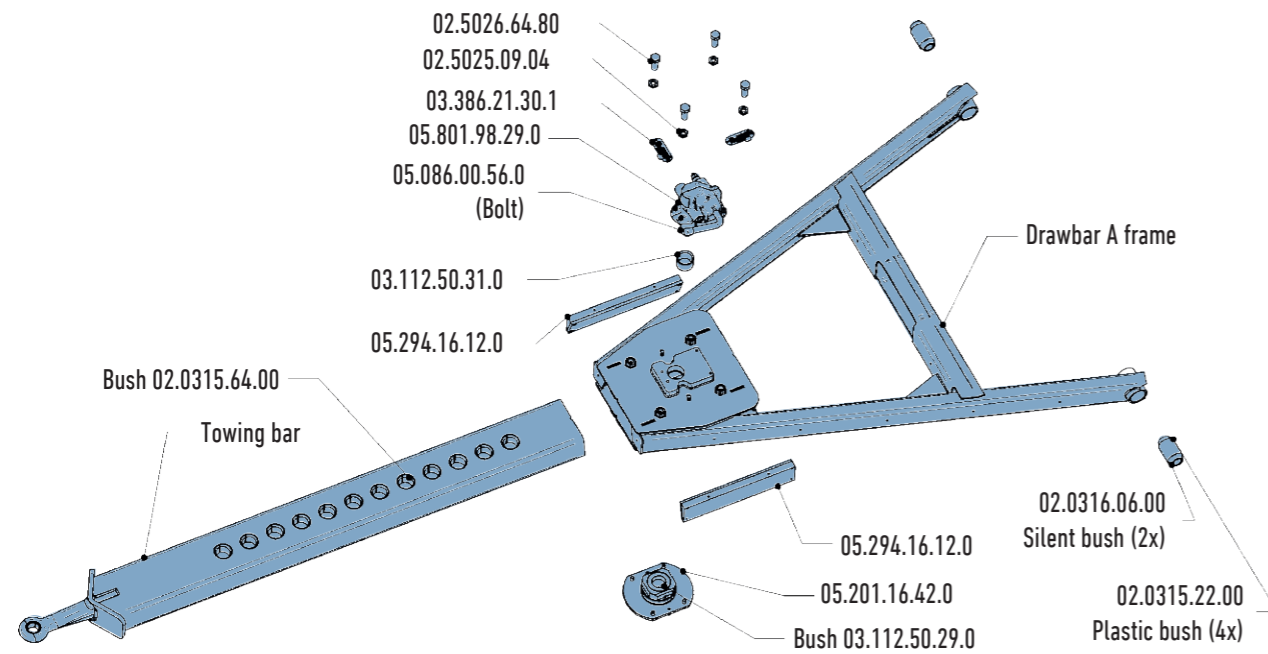 02.5026.64.80
02.5025.09.04
03.386.21.30.1
05.801.98.29.0
05.086.00.56.0
(Bolt)
03.112.50.31.0
05.294.16.12.0
Drawbar A frame
Bush 02.0315.64.00
Towing bar
02.0316.06.00
Silent bush (2x)
05.294.16.12.0
05.201.16.42.0
Bush 03.112.50.29.0
02.0315.22.00
Plastic bush (4x)